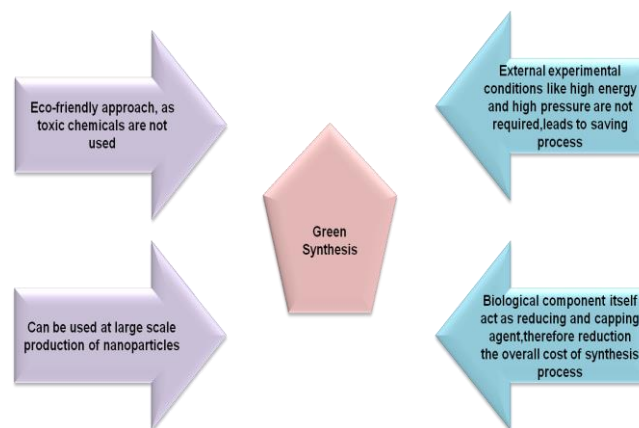 Eco-friendly approach, as
toxic chemicals are not
used
External experimental
conditions like high energy
and high pressure are not
required,leads to saving
process
Green
Synthesis
Can be used at large scale
production of nanoparticles
Biological component itself
act as reducing and capping
agent,therefore reduction
the overall cost of synthesis
process